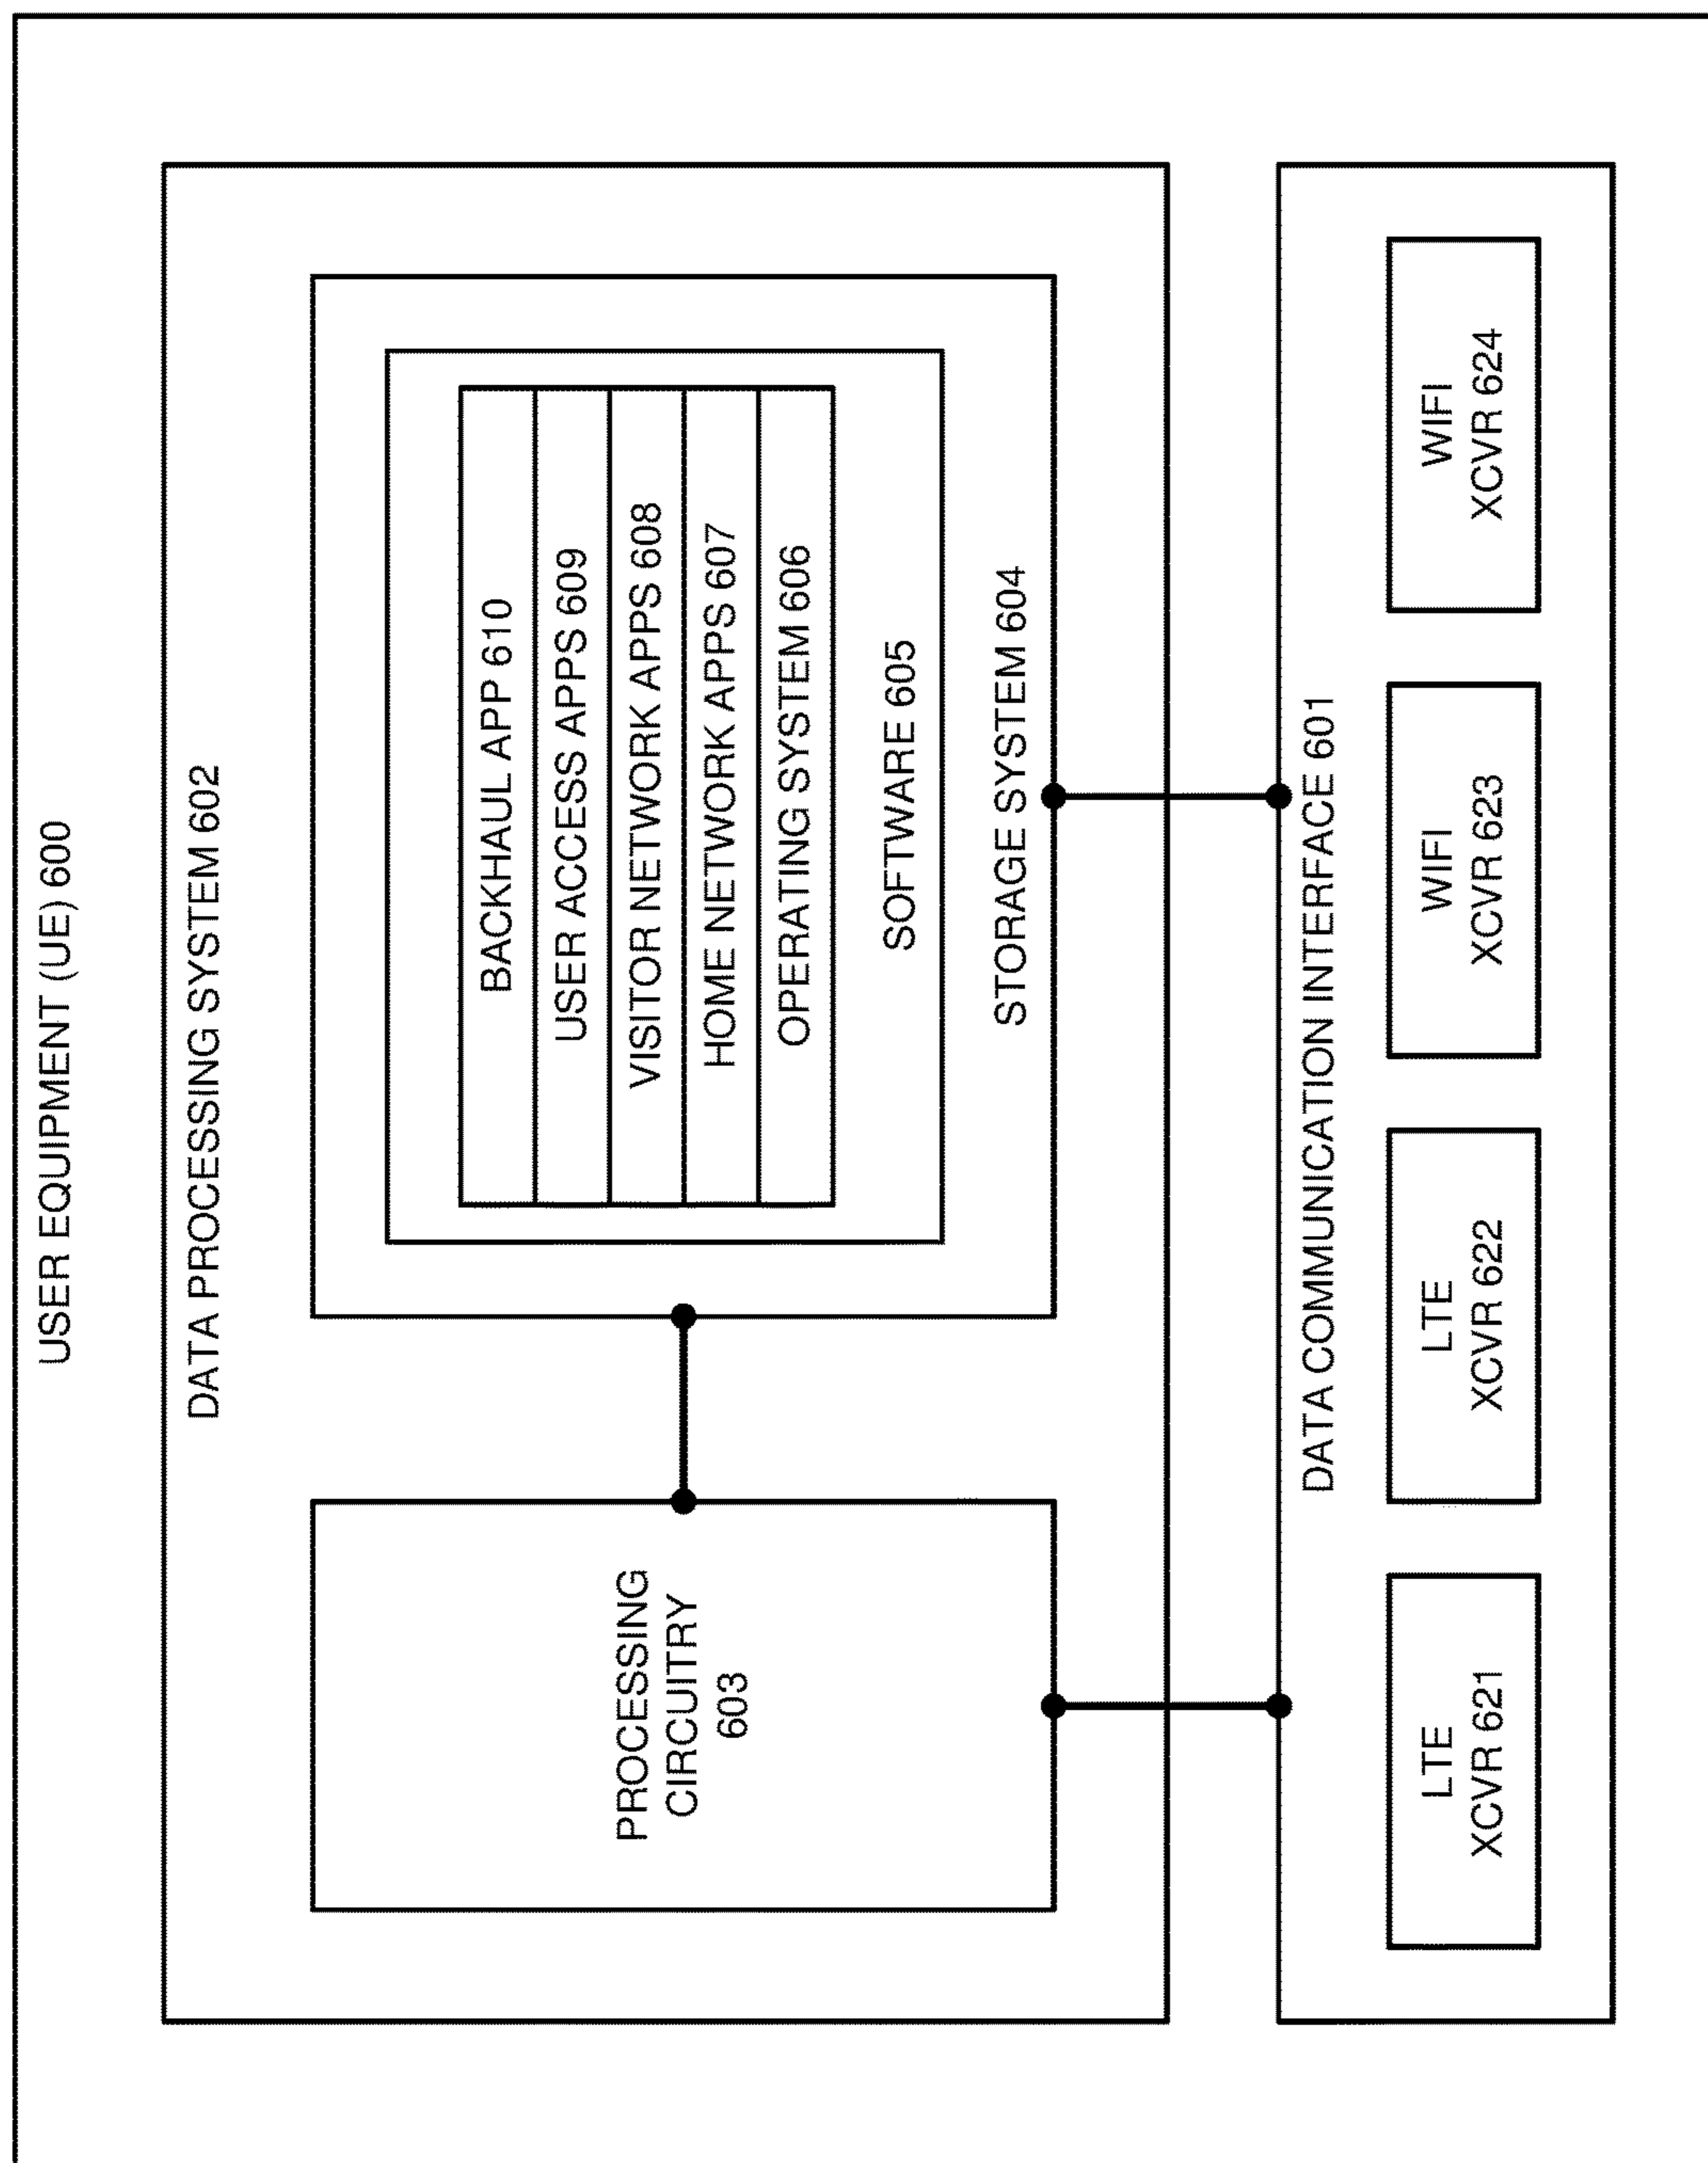 USER EQUIPMENT (UE) 600
DATA PROCESSING SYSTEM 602
PROCESSING
CIRCUITRY
603
BACKHAUL APP 610
USER ACCESS APPS 609
VISITOR NETWORK APPS 608
HOME NETWORK APPS 607
OPERATING SYSTEM 606
SOFTWARE 605
STORAGE SYSTEM 604
DATA COMMUNICATION INTERFACE 601
LTE
XCVR 621
LTE
XCVR 622
WIFI
XCVR 623
WIFI
XCVR 624